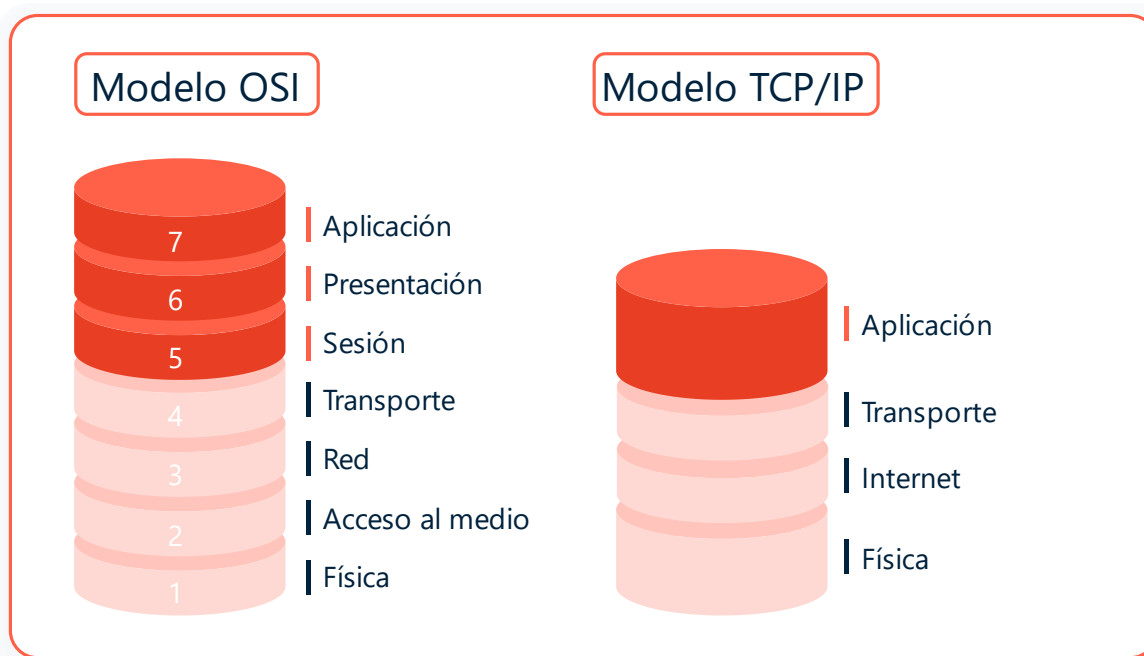 Modelo OSI
7
Aplicación
6
Presentación
5
Sesión
4
Transporte
3
Red
2
Acceso al medio
1
Física
Modelo TCP/IP
Aplicación
Transporte
Internet
Física